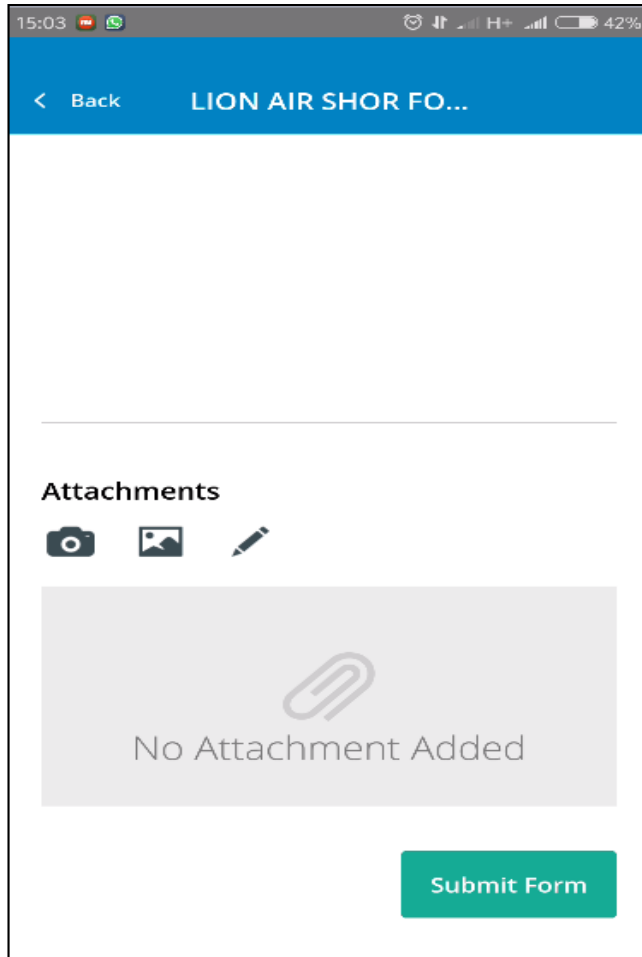 15:03 H+ 42%
Back LION AIR SHOR FO...
Attachments
No Attachment Added
Submit Form